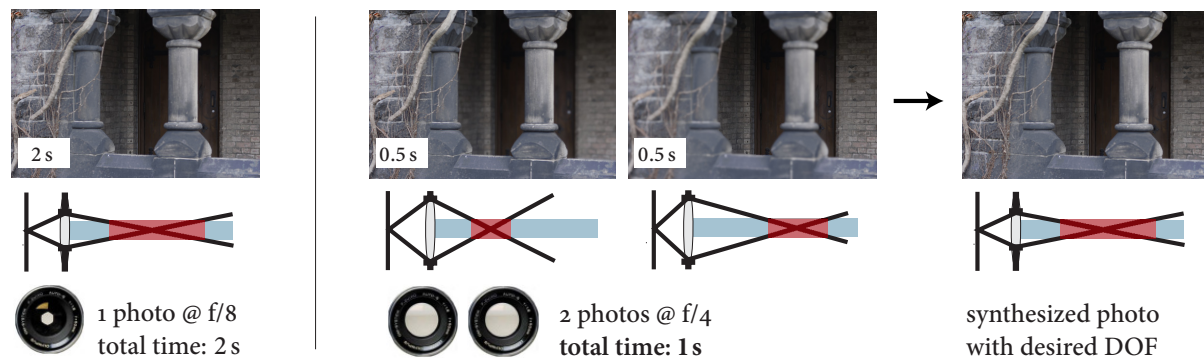 2 s
0.5 s
0.5 s
1 photo @ f/8
total time: 2 s
2 photos @ f/4
total time: 1 s
synthesized photo
with desired DOF